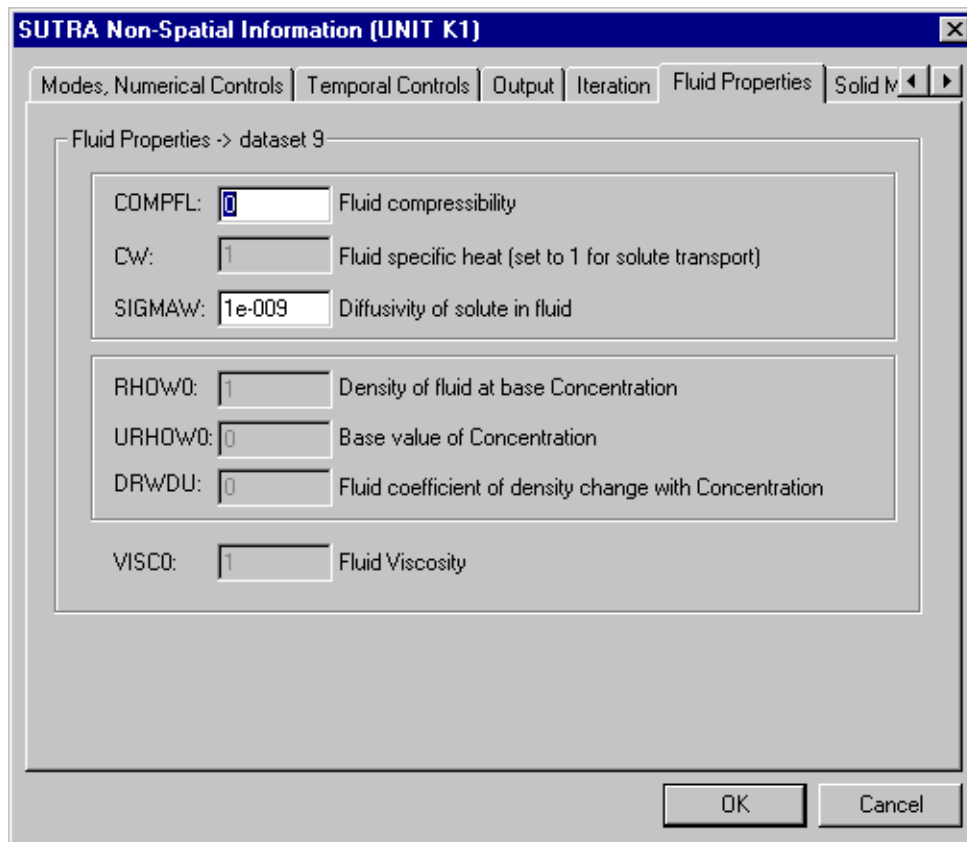 SUTRA Non-Spatial Information (UNIT K1)
Modes, Numerical Controls Temporal Controls Output Iteration Fluid Properties Solid M
Fluid Properties -> dataset 9
COMPFL: 0 Fluid compressibility
CW: 1 Fluid specific heat (set to 1 for solute transport)
SIGMAW: 1e-009 Diffusivity of solute in fluid
RHOW0: 1 Density of fluid at base Concentration
URHOW0: 0 Base value of Concentration
DRWDU: 0 Fluid coefficient of density change with Concentration
VISC0: 1 Fluid Viscosity
OK Cancel